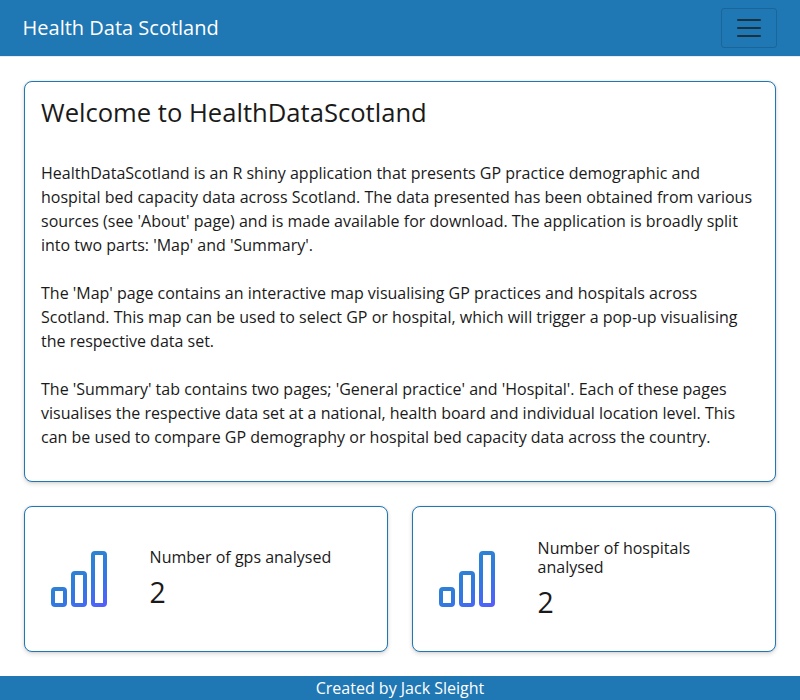 Health Data Scotland
Welcome to HealthDataScotland
HealthDataScotland is an R shiny application that presents GP practice demographic and
hospital bed capacity data across Scotland. The data presented has been obtained from various
sources (see 'About' page) and is made available for download. The application is broadly split
into two parts: 'Map' and 'Summary'.
The 'Map' page contains an interactive map visualising GP practices and hospitals across
Scotland. This map can be used to select GP or hospital, which will trigger a pop-up visualising
the respective data set.
The 'Summary' tab contains two pages; 'General practice' and 'Hospital'. Each of these pages
visualises the respective data set at a national, health board and individual location level. This
can be used to compare GP demography or hospital bed capacity data across the country.
Number of gps analysed
2
Number of hospitals
analysed
2
Created by Jack Sleight